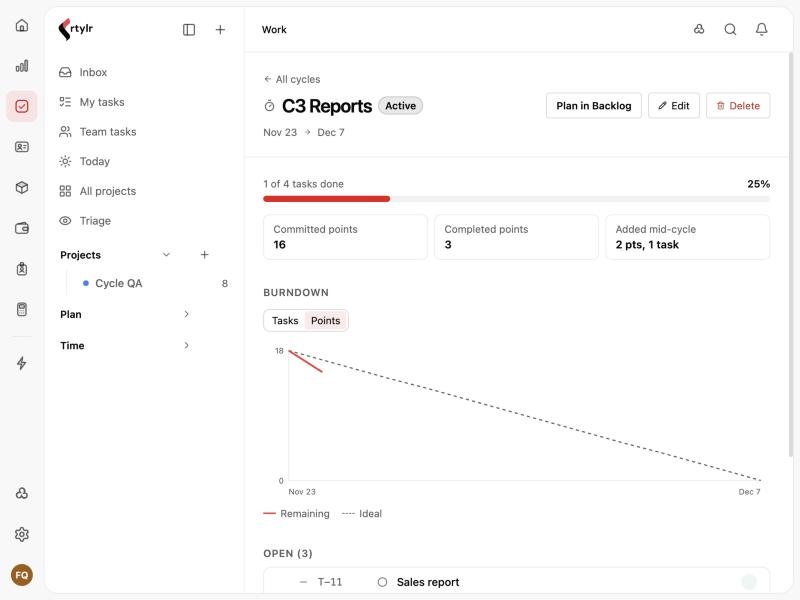 rtylr
Work
Inbox
My tasks
Team tasks
Today
All projects
Triage
Projects
Cycle QA 8
Plan
Time
FQ
← All cycles
C3 Reports Active
Plan in Backlog Edit Delete
Nov 23 → Dec 7
1 of 4 tasks done 25%
Committed points
16
Completed points
3
Added mid-cycle
2 pts, 1 task
BURNDOWN
Tasks Points
18
0
Nov 23 Dec 7
Remaining Ideal
OPEN (3)
T–11 Sales report